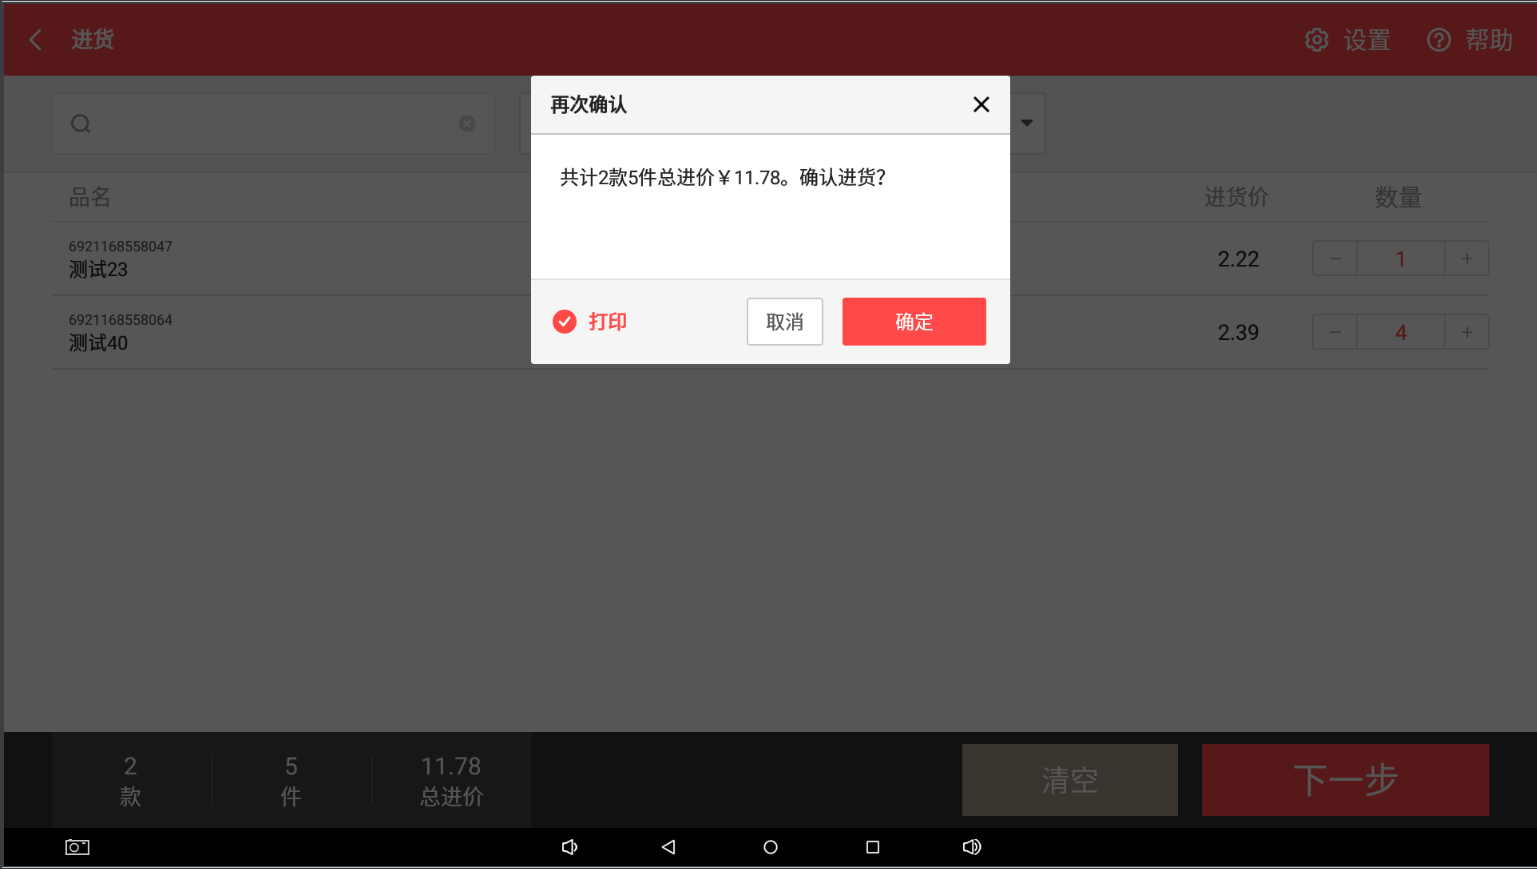 进货
设置
帮助
再次确认
共计2款5件总进价￥11.78。确认进货?
打印
取消
确定
品名
进货价
数量
6921168558047
测试23
2.22
−
1
+
6921168558064
测试40
2.39
−
4
+
2
款
5
件
11.78
总进价
清空
下一步